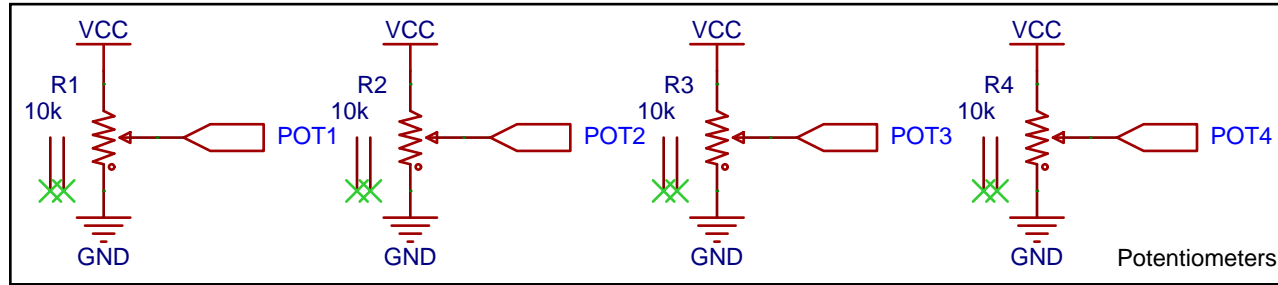 VCC VCC VCC VCC
R1 R2 R3 R4
10k 10k 10k 10k
POT1 POT2 POT3 POT4
GND GND GND GND
Potentiometers